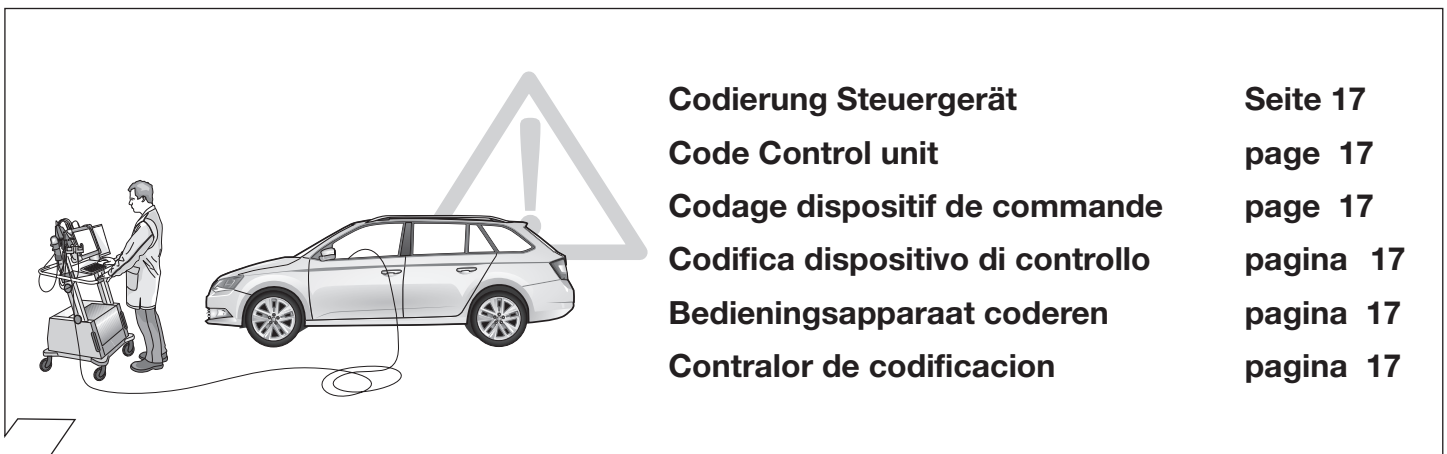 Codierung Steuergerät Seite 17
Code Control unit page 17
Codage dispositif de commande page 17
Codifica dispositivo di controllo pagina 17
Bedieningsapparaat coderen pagina 17
Contralor de codificacion pagina 17